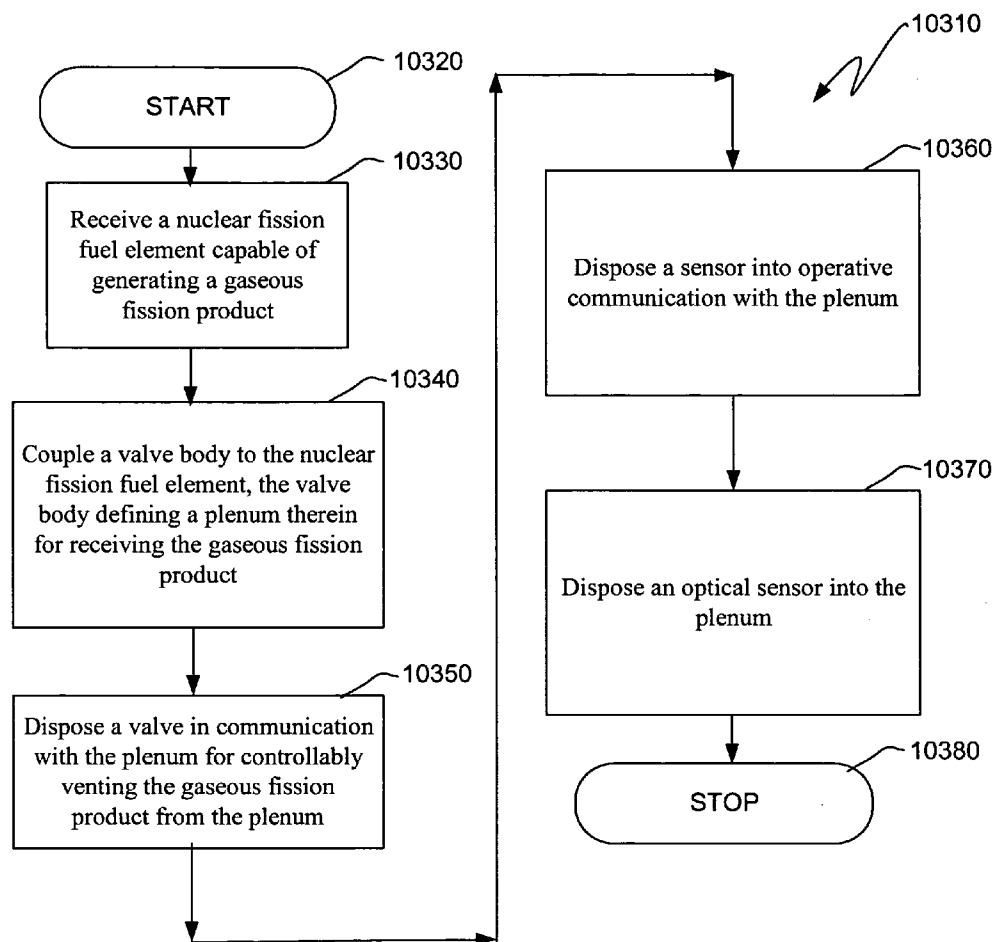 10310
10320
START
10330
Receive a nuclear fission
fuel element capable of
generating a gaseous
fission product
10340
Couple a valve body to the nuclear
fission fuel element, the valve
body defining a plenum therein
for receiving the gaseous fission
product
10350
Dispose a valve in communication
with the plenum for controllably
venting the gaseous fission
product from the plenum
10360
Dispose a sensor into operative
communication with the plenum
10370
Dispose an optical sensor into the
plenum
10380
STOP